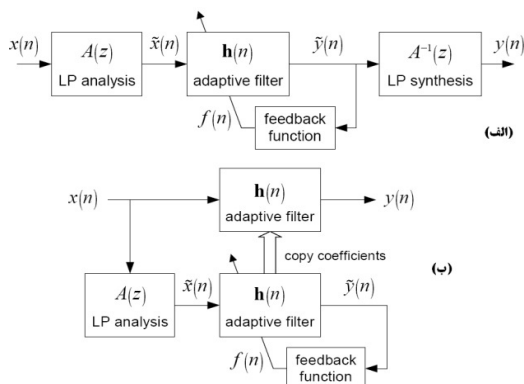 x(n)
A(z)
LP analysis
x̃(n)
h(n)
adaptive filter
ỹ(n)
A⁻¹(z)
LP synthesis
y(n)
f(n)
feedback
function
(الف)
x(n)
h(n)
adaptive filter
y(n)
copy coefficients
(ب)
A(z)
LP analysis
x̃(n)
h(n)
adaptive filter
ỹ(n)
f(n)
feedback
function